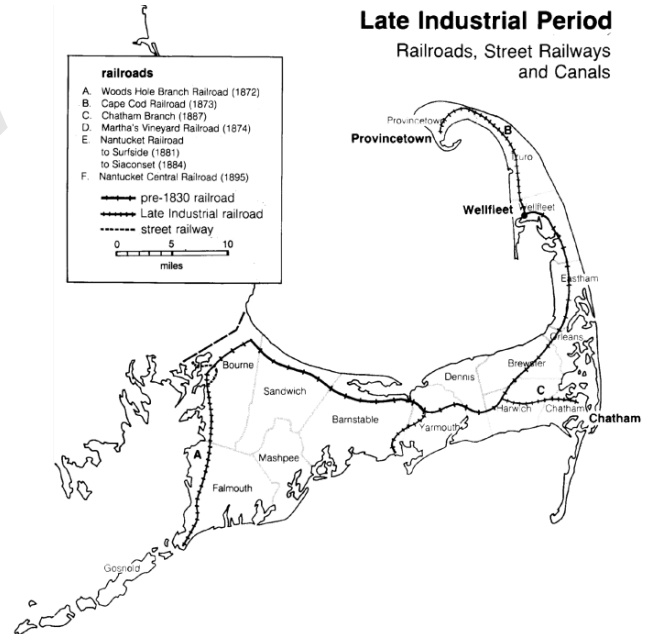 Late Industrial Period
Railroads, Street Railways
and Canals
railroads
A. Woods Hole Branch Railroad (1872)
B. Cape Cod Railroad (1873)
C. Chatham Branch (1887)
D. Martha's Vineyard Railroad (1874)
E. Nantucket Railroad
to Surfside (1881)
to Siaconset (1884)
F. Nantucket Central Railroad (1895)
pre-1830 railroad
Late Industrial railroad
street railway
0 5 10
miles
Provincetown
Provincetown
B
Truro
Wellfleet
Wellfleet
Eastham
Orleans
Brewster
Dennis
Bourne
Sandwich
C
Harwich
Chatham
Chatham
Barnstable
Yarmouth
A
Mashpee
Falmouth
Gosnold